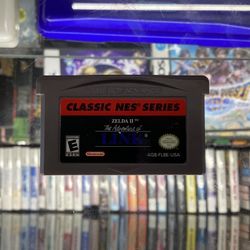 CLASSIC NES SERIES
ZELDA II
The Adventure of
LINK
E
Nintendo
AGB-FLBE-USA